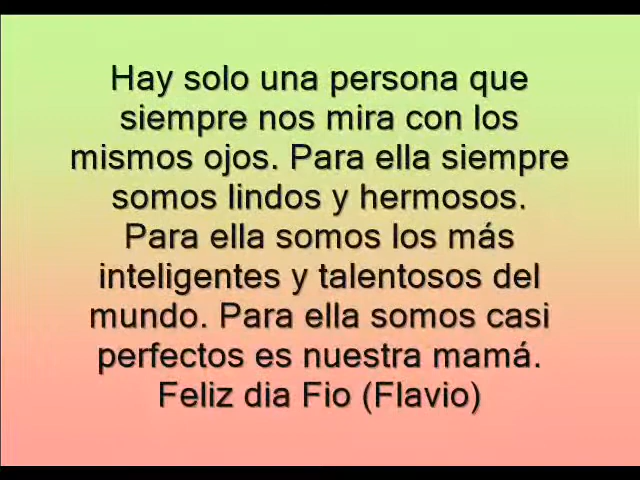 Hay solo una persona que
siempre nos mira con los
mismos ojos. Para ella siempre
somos lindos y hermosos.
Para ella somos los más
inteligentes y talentosos del
mundo. Para ella somos casi
perfectos es nuestra mamá.
Feliz dia Fio (Flavio)